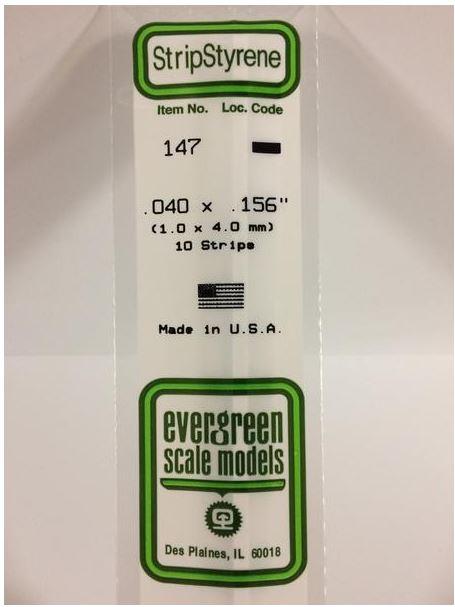 StripStyrene
Item No. Loc. Code
147
.040 x .156"
(1.0 x 4.0 mm)
10 Strips
Made in U.S.A.
evergreen
scale models
Des Plaines, IL 60018